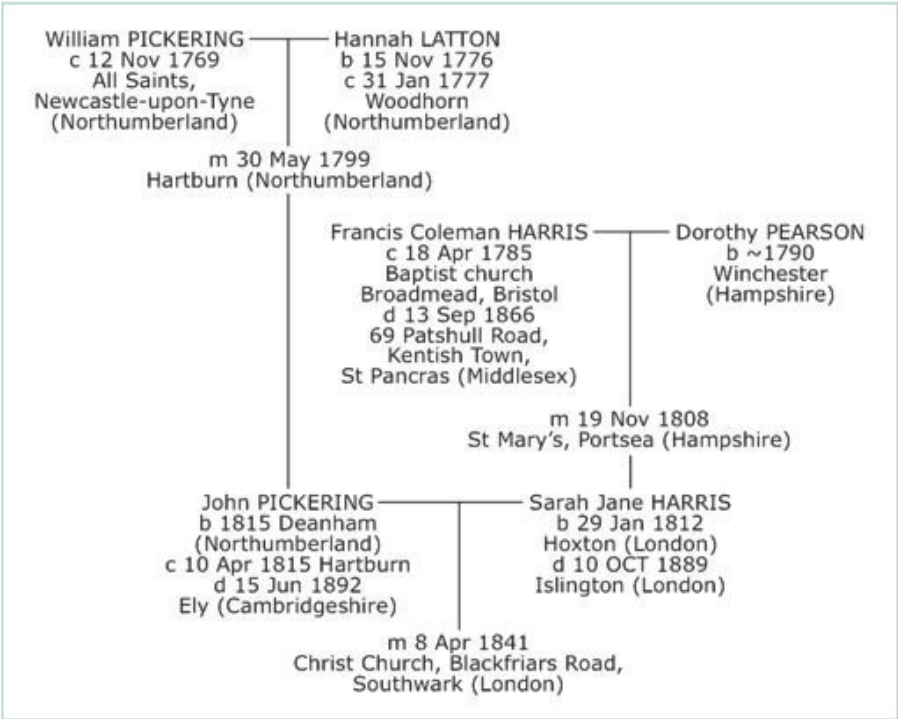 William PICKERING
c 12 Nov 1769
All Saints,
Newcastle-upon-Tyne
(Northumberland)
Hannah LATTON
b 15 Nov 1776
c 31 Jan 1777
Woodhorn
(Northumberland)
m 30 May 1799
Hartburn (Northumberland)
Francis Coleman HARRIS
c 18 Apr 1785
Baptist church
Broadmead, Bristol
d 13 Sep 1866
69 Patshull Road,
Kentish Town,
St Pancras (Middlesex)
Dorothy PEARSON
b ~1790
Winchester
(Hampshire)
m 19 Nov 1808
St Mary's, Portsea (Hampshire)
John PICKERING
b 1815 Deanham
(Northumberland)
c 10 Apr 1815 Hartburn
d 15 Jun 1892
Ely (Cambridgeshire)
Sarah Jane HARRIS
b 29 Jan 1812
Hoxton (London)
d 10 OCT 1889
Islington (London)
m 8 Apr 1841
Christ Church, Blackfriars Road,
Southwark (London)